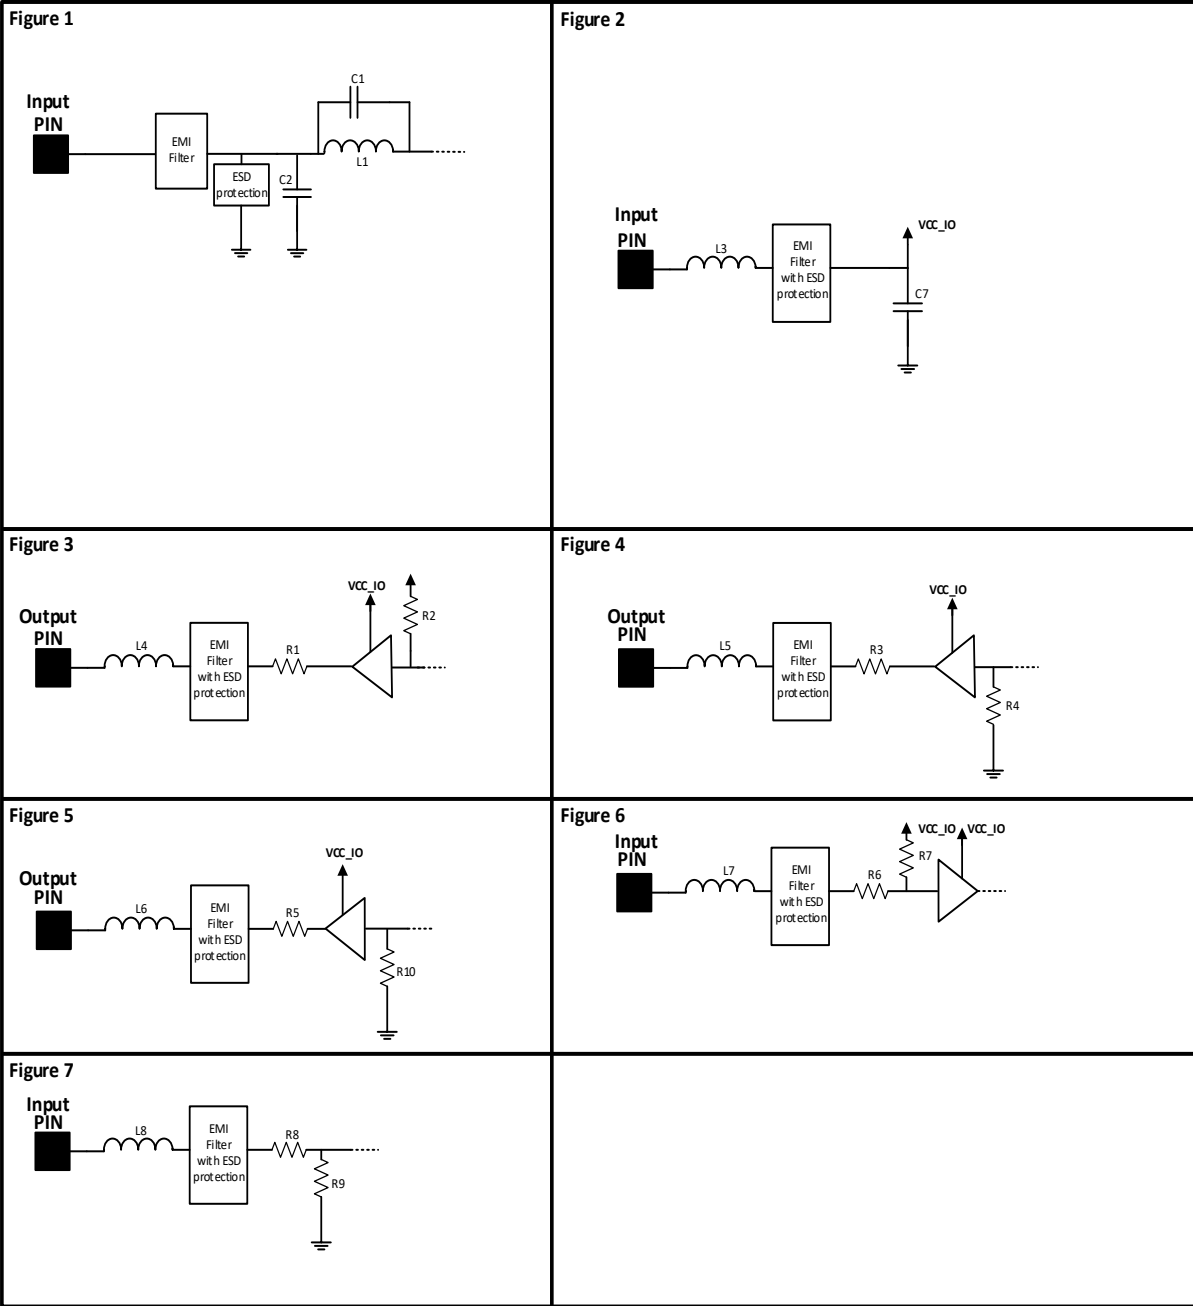 Figure 1
Input
PIN
EMI
Filter
ESD
protection
C2
C1
L1
Figure 2
Input
PIN
L3
EMI
Filter
with ESD
protection
VCC_IO
C7
Figure 3
Output
PIN
L4
EMI
Filter
with ESD
protection
R1
VCC_IO
R2
Figure 4
Output
PIN
L5
EMI
Filter
with ESD
protection
R3
VCC_IO
R4
Figure 5
Output
PIN
L6
EMI
Filter
with ESD
protection
R5
VCC_IO
R10
Figure 6
Input
PIN
L7
EMI
Filter
with ESD
protection
R6
VCC_IO
R7
VCC_IO
Figure 7
Input
PIN
L8
EMI
Filter
with ESD
protection
R8
R9